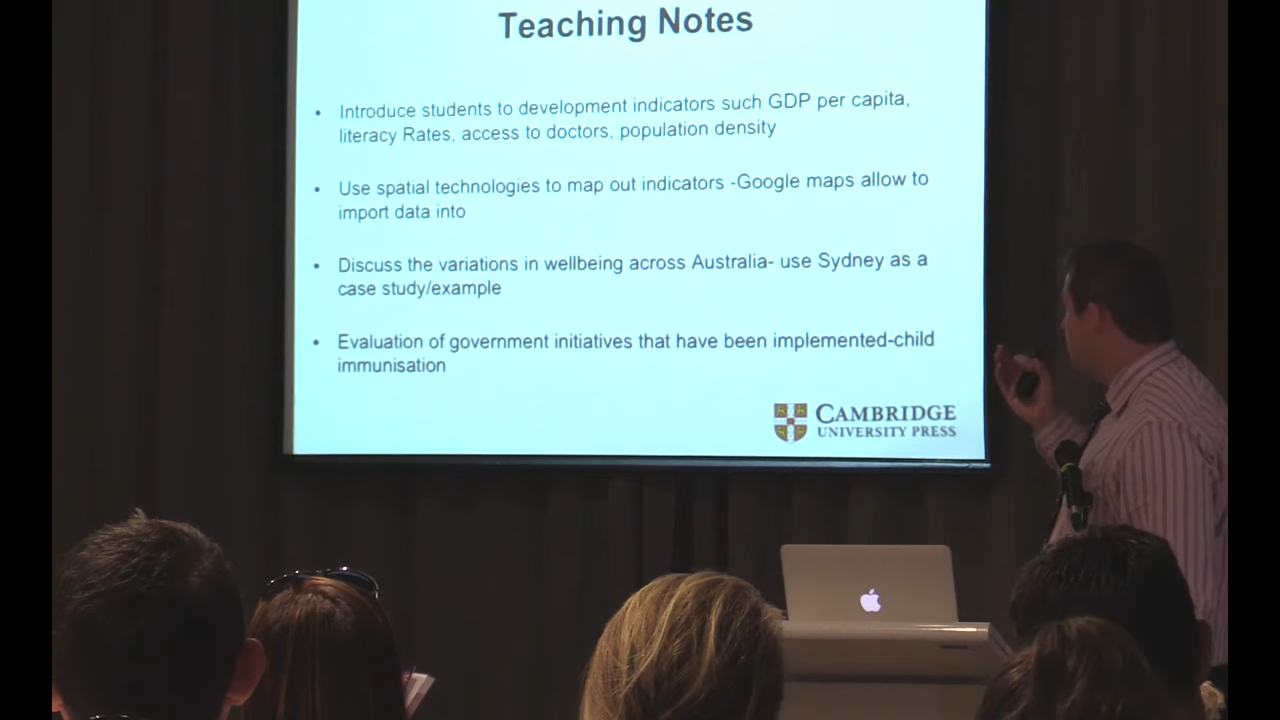 Teaching Notes
• Introduce students to development indicators such GDP per capita,
literacy Rates, access to doctors, population density
• Use spatial technologies to map out indicators -Google maps allow to
import data into
• Discuss the variations in wellbeing across Australia- use Sydney as a
case study/example
• Evaluation of government initiatives that have been implemented-child
immunisation
CAMBRIDGE
UNIVERSITY PRESS